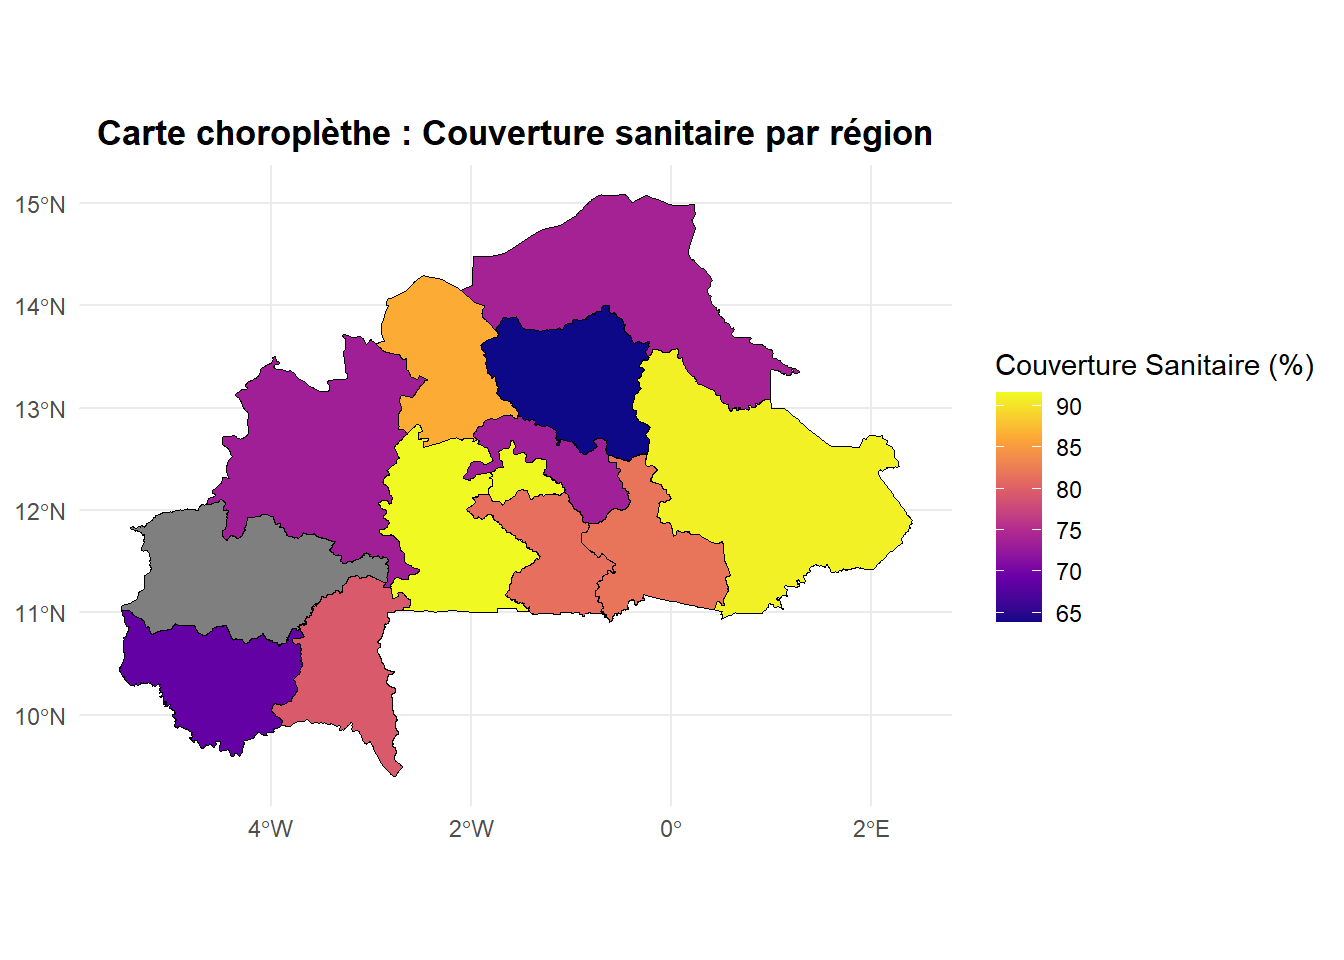 Carte choroplèthe : Couverture sanitaire par région
15°N
14°N
13°N
12°N
11°N
10°N
4°W
2°W
0°
2°E
Couverture Sanitaire (%)
90
85
80
75
70
65